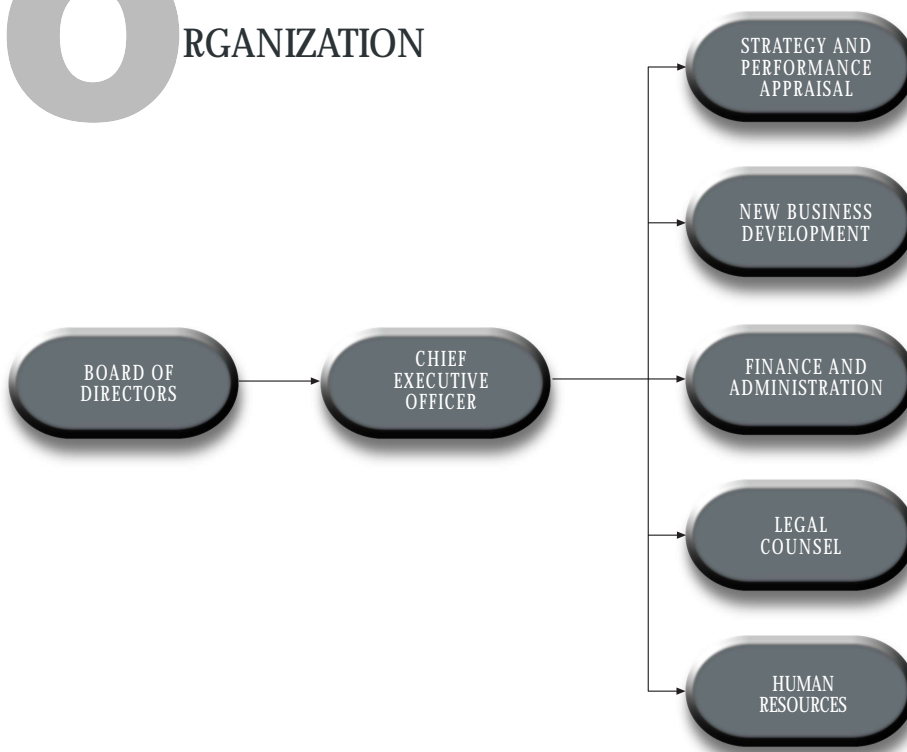 ORGANIZATION
STRATEGY AND
PERFORMANCE
APPRAISAL
NEW BUSINESS
DEVELOPMENT
BOARD OF
DIRECTORS
CHIEF
EXECUTIVE
OFFICER
FINANCE AND
ADMINISTRATION
LEGAL
COUNSEL
HUMAN
RESOURCES